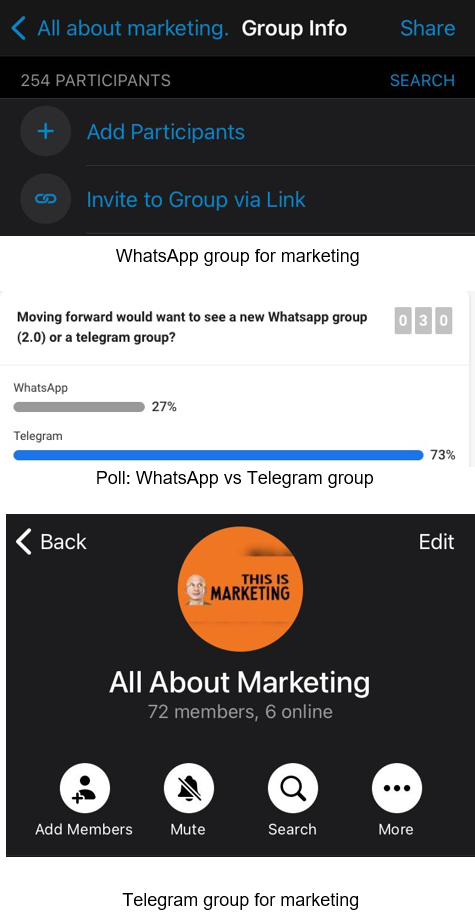 All about marketing. Group Info Share
254 PARTICIPANTS SEARCH
Add Participants
Invite to Group via Link
WhatsApp group for marketing
Moving forward would want to see a new Whatsapp group
(2.0) or a telegram group?
0 3 0
WhatsApp
27%
Telegram
73%
Poll: WhatsApp vs Telegram group
Back Edit
THIS IS
MARKETING
All About Marketing
72 members, 6 online
Add Members Mute Search More
Telegram group for marketing